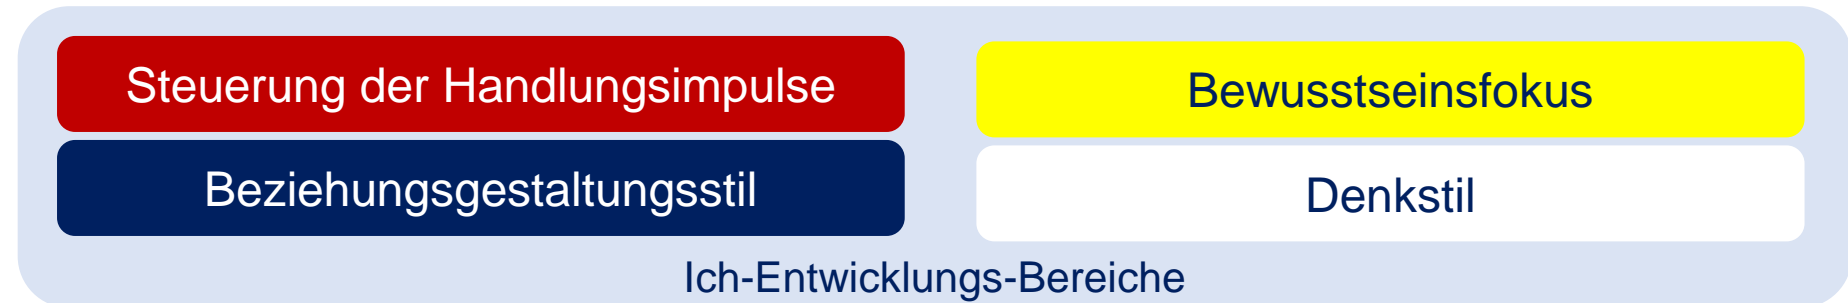 Steuerung der Handlungsimpulse
Bewusstseinsfokus
Beziehungsgestaltungsstil
Denkstil
Ich-Entwicklungs-Bereiche